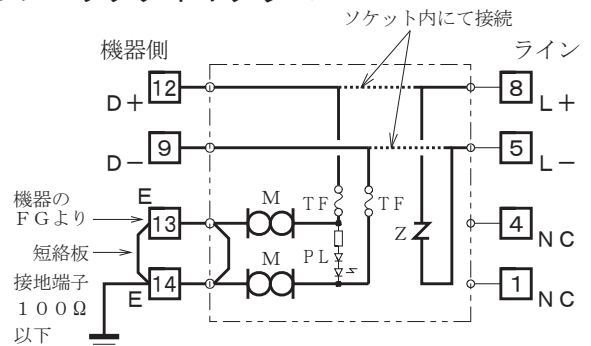 ソケット内にて接続
機器側
ライン
D+ 12
8 L+
D- 9
5 L-
機器の
FGより
E
13
M
TF
TF
Z
4 NC
短絡板
PL
M
接地端子
100Ω
以下
E
14
1 NC